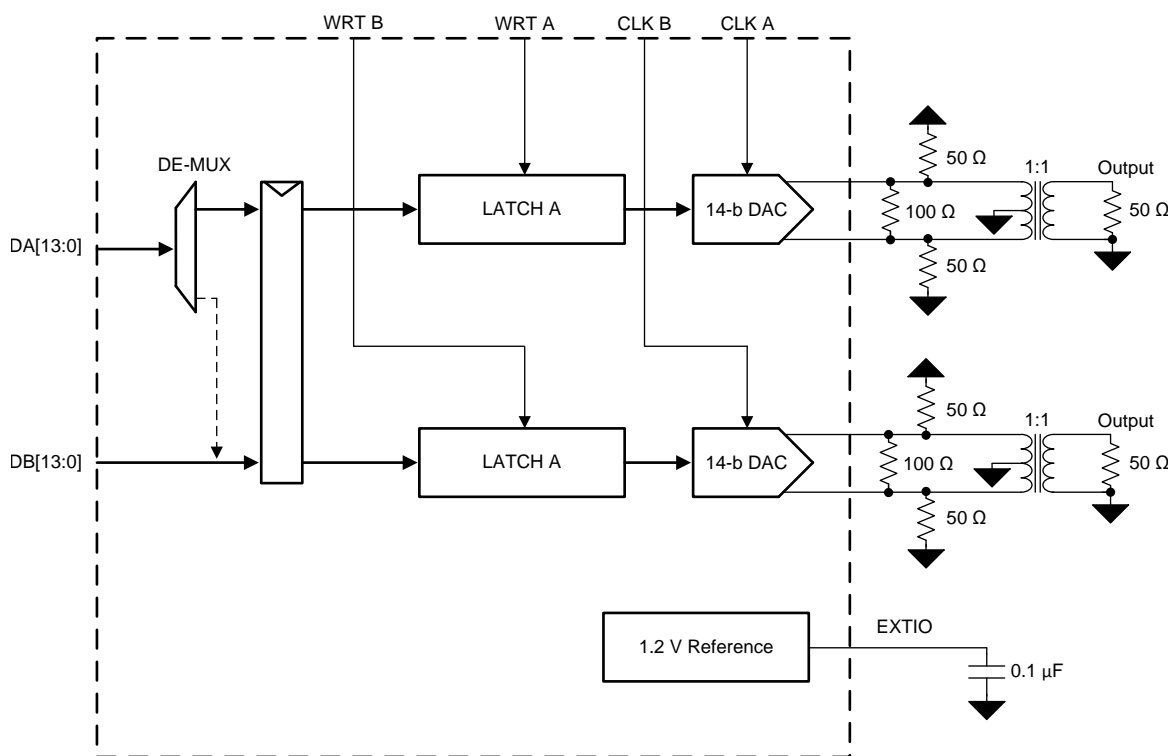 WRT B
WRT A
CLK B
CLK A
DE-MUX
50 Ω
1:1
Output
LATCH A
14-b DAC
100 Ω
50 Ω
DA[13:0]
50 Ω
50 Ω
1:1
Output
DB[13:0]
LATCH A
14-b DAC
100 Ω
50 Ω
50 Ω
EXTIO
1.2 V Reference
0.1 µF